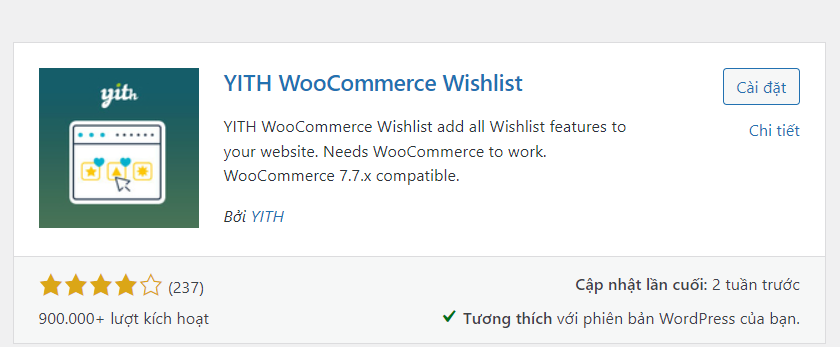 yith
YITH WooCommerce Wishlist
Cài đặt
YITH WooCommerce Wishlist add all Wishlist features to
your website. Needs WooCommerce to work.
WooCommerce 7.7.x compatible.
Chi tiết
Bởi YITH
(237)
Cập nhật lần cuối: 2 tuần trước
900.000+ lượt kích hoạt
Tương thích với phiên bản WordPress của bạn.